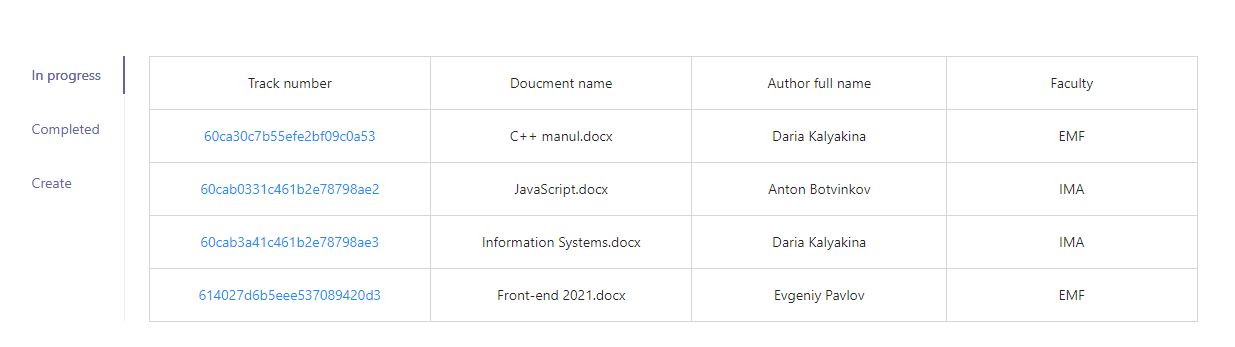 In progress
Completed
Create
Track number Doucment name Author full name Faculty
60ca30c7b55efe2bf09c0a53 C++ manul.docx Daria Kalyakina EMF
60cab0331c461b2e78798ae2 JavaScript.docx Anton Botvinkov IMA
60cab3a41c461b2e78798ae3 Information Systems.docx Daria Kalyakina IMA
614027d6b5eee537089420d3 Front-end 2021.docx Evgeniy Pavlov EMF